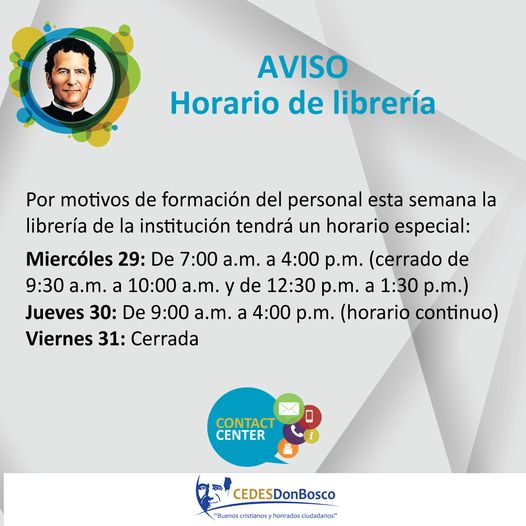 AVISO
Horario de librería
Por motivos de formación del personal esta semana la
librería de la institución tendrá un horario especial:
Miercóles 29: De 7:00 a.m. a 4:00 p.m. (cerrado de
9:30 a.m. a 10:00 a.m. y de 12:30 p.m. a 1:30 p.m.)
Jueves 30: De 9:00 a.m. a 4:00 p.m. (horario continuo)
Viernes 31: Cerrada
CONTACT
CENTER
i
CEDESDonBosco
"Buenos cristianos y honrados ciudadanos"